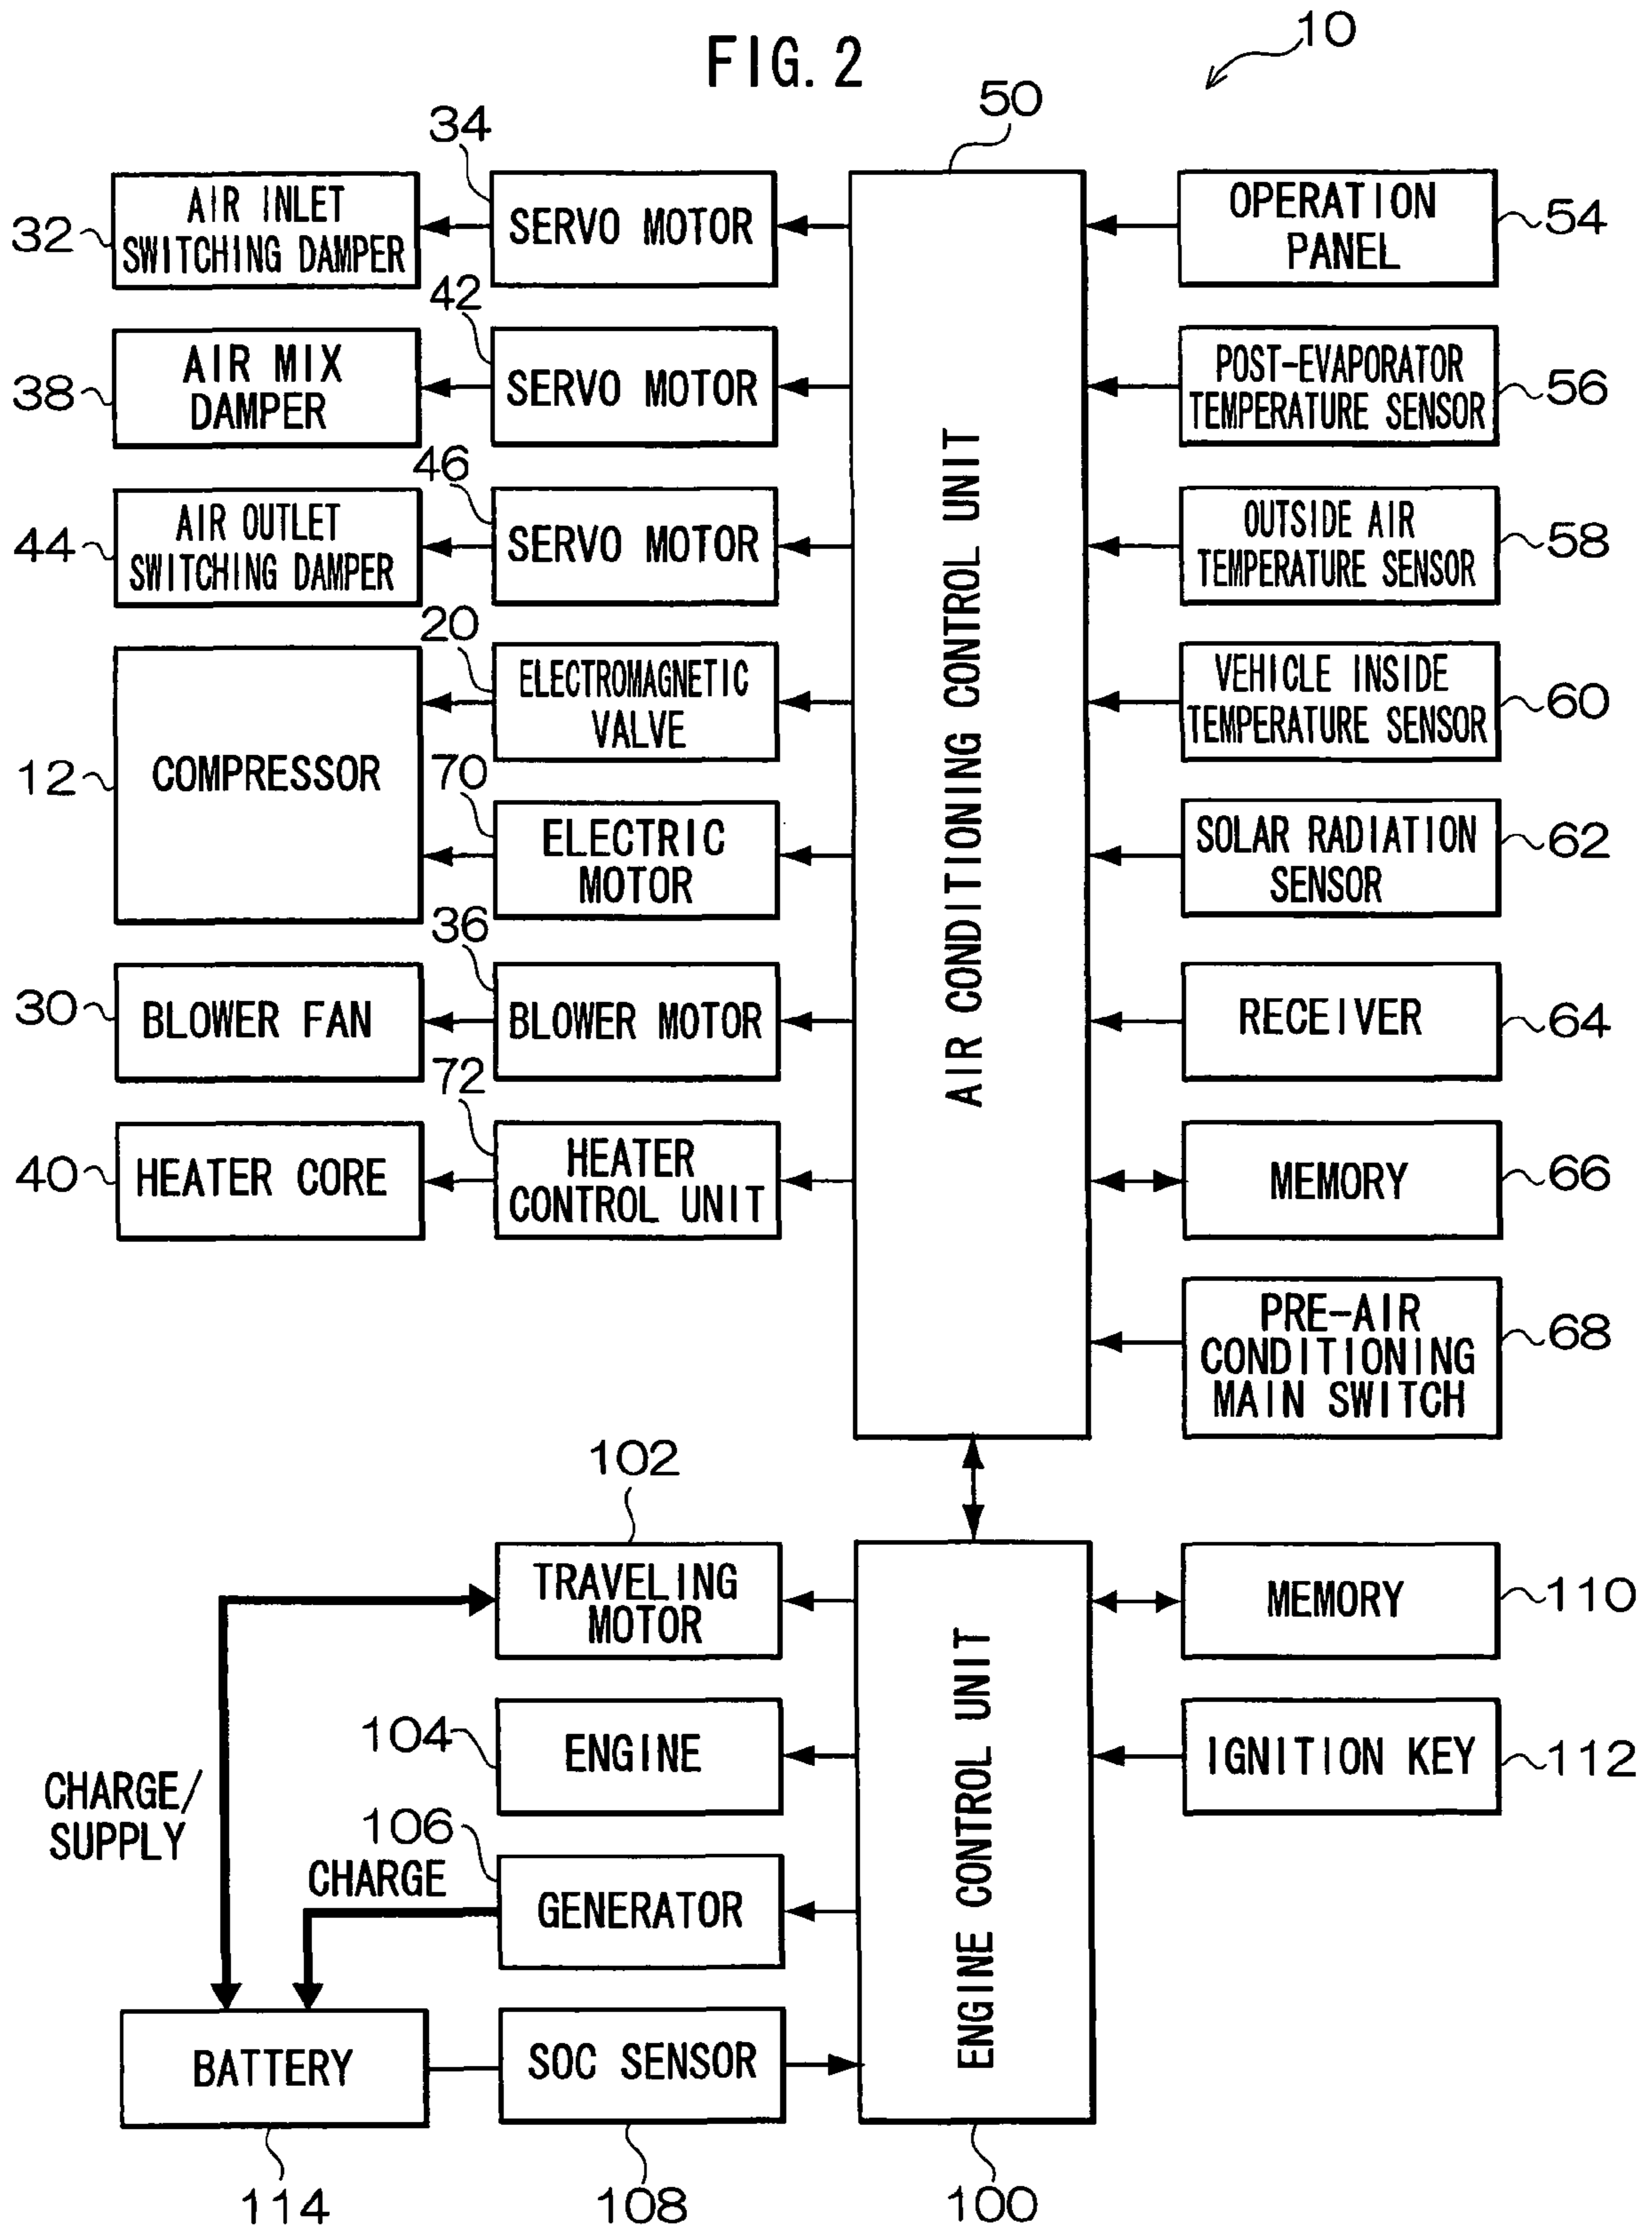 FIG. 2
10
50
34
32
AIR INLET
SWITCHING DAMPER
SERVO MOTOR
OPERATION
PANEL
54
42
38
AIR MIX
DAMPER
SERVO MOTOR
POST-EVAPORATOR
TEMPERATURE SENSOR
56
46
44
AIR OUTLET
SWITCHING DAMPER
SERVO MOTOR
OUTSIDE AIR
TEMPERATURE SENSOR
58
20
12
COMPRESSOR
ELECTROMAGNETIC
VALVE
VEHICLE INSIDE
TEMPERATURE SENSOR
60
70
ELECTRIC
MOTOR
SOLAR RADIATION
SENSOR
62
AIR CONDITIONING CONTROL UNIT
36
30
BLOWER FAN
BLOWER MOTOR
RECEIVER
64
72
40
HEATER CORE
HEATER
CONTROL UNIT
MEMORY
66
PRE-AIR
CONDITIONING
MAIN SWITCH
68
102
TRAVELING
MOTOR
MEMORY
110
104
ENGINE
IGNITION KEY
112
ENGINE CONTROL UNIT
CHARGE/
SUPPLY
106
CHARGE
GENERATOR
BATTERY
SOC SENSOR
114
108
100